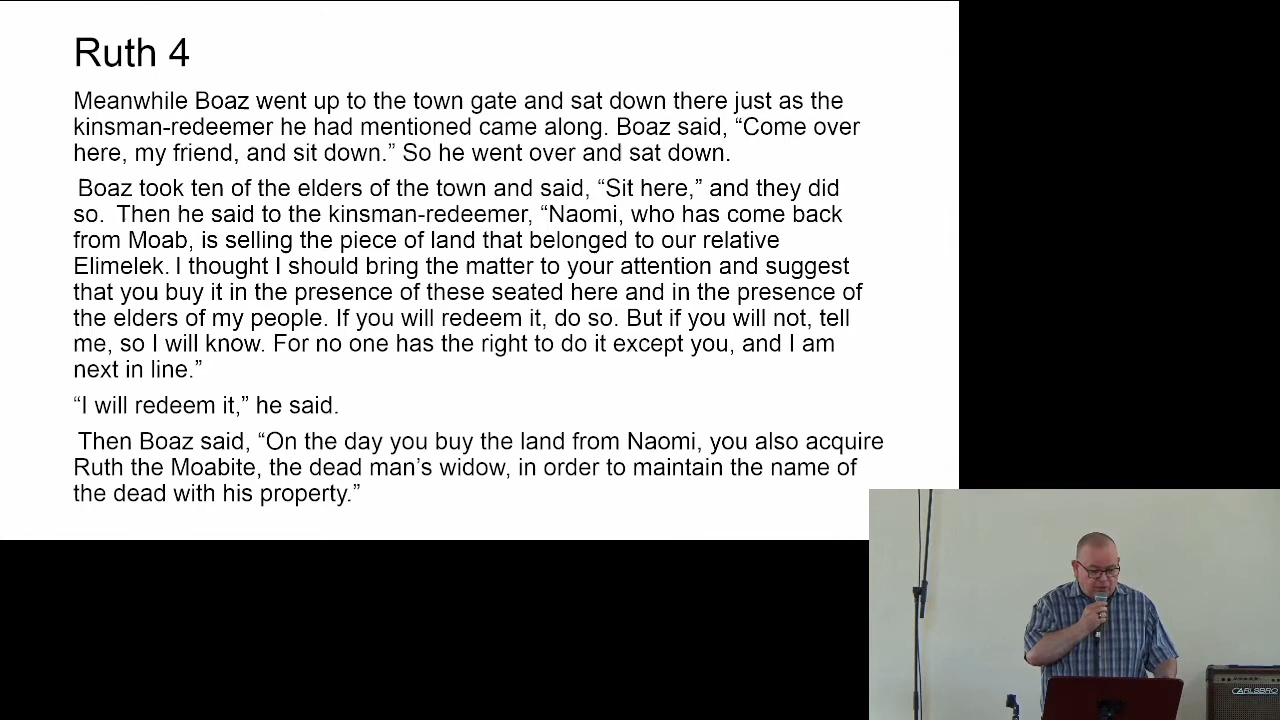 Ruth 4
Meanwhile Boaz went up to the town gate and sat down there just as the
kinsman-redeemer he had mentioned came along. Boaz said, “Come over
here, my friend, and sit down.” So he went over and sat down.
Boaz took ten of the elders of the town and said, “Sit here,” and they did
so.  Then he said to the kinsman-redeemer, “Naomi, who has come back
from Moab, is selling the piece of land that belonged to our relative
Elimelek. I thought I should bring the matter to your attention and suggest
that you buy it in the presence of these seated here and in the presence of
the elders of my people. If you will redeem it, do so. But if you will not, tell
me, so I will know. For no one has the right to do it except you, and I am
next in line.”
“I will redeem it,” he said.
Then Boaz said, “On the day you buy the land from Naomi, you also acquire
Ruth the Moabite, the dead man’s widow, in order to maintain the name of
the dead with his property.”
CARLSBRO